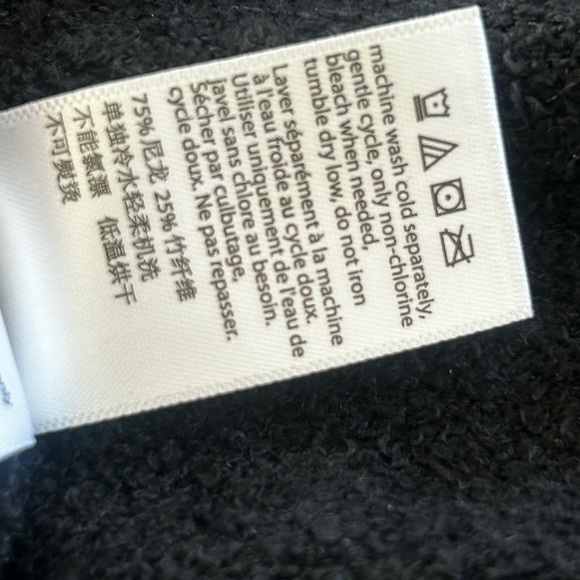 machine wash cold separately,
gentle cycle, only non-chlorine
bleach when needed,
tumble dry low, do not iron
Laver séparément à la machine
à l'eau froide au cycle doux.
Utiliser uniquement de l'eau de
Javel sans chlore au besoin.
Sécher par culbutage,
cycle doux. Ne pas repasser.
75% 尼龙 25% 竹纤维
单独冷水轻柔机洗
不能氯漂 低温烘干
不可熨烫